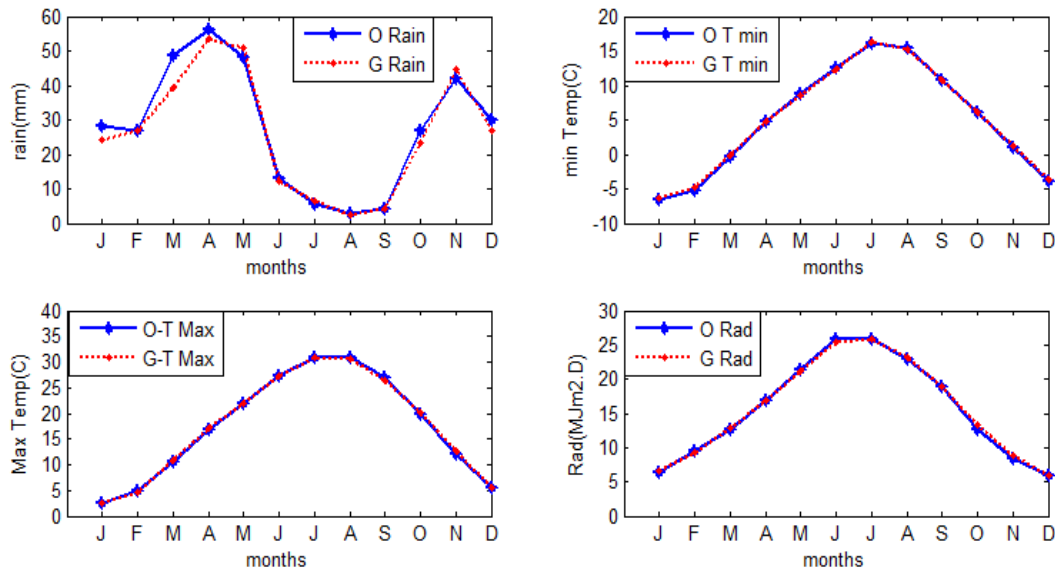 60
50
40
30
20
10
0
rain(mm)
O Rain
G Rain
J F M A M J J A S O N D
months
20
15
10
5
0
-5
-10
min Temp(C)
O T min
G T min
J F M A M J J A S O N D
months
40
35
30
25
20
15
10
5
0
Max Temp(C)
O-T Max
G-T Max
J F M A M J J A S O N D
months
30
25
20
15
10
5
0
Rad(MJm2.D)
O Rad
G Rad
J F M A M J J A S O N D
months